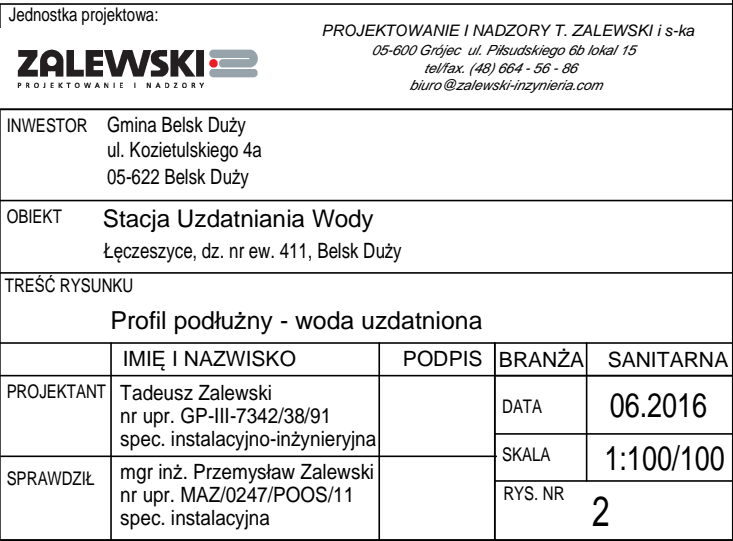 Jednostka projektowa:
PROJEKTOWANIE I NADZORY T. ZALEWSKI i s-ka
05-600 Grójec ul. Piłsudskiego 6b lokal 15
tel/fax. (48) 664 - 56 - 86
biuro@zalewski-inzynieria.com
ZALEWSKI
PROJEKTOWANIE I NADZORY
INWESTOR Gmina Belsk Duży
ul. Kozietulskiego 4a
05-622 Belsk Duży
OBIEKT Stacja Uzdatniania Wody
Łęczeszyce, dz. nr ew. 411, Belsk Duży
TREŚĆ RYSUNKU
Profil podłużny - woda uzdatniona
IMIĘ I NAZWISKO PODPIS BRANŻA SANITARNA
PROJEKTANT Tadeusz Zalewski
nr upr. GP-III-7342/38/91
spec. instalacyjno-inżynieryjna
DATA 06.2016
SKALA 1:100/100
SPRAWDZIŁ mgr inż. Przemysław Zalewski
nr upr. MAZ/0247/POOS/11
spec. instalacyjna
RYS. NR 2